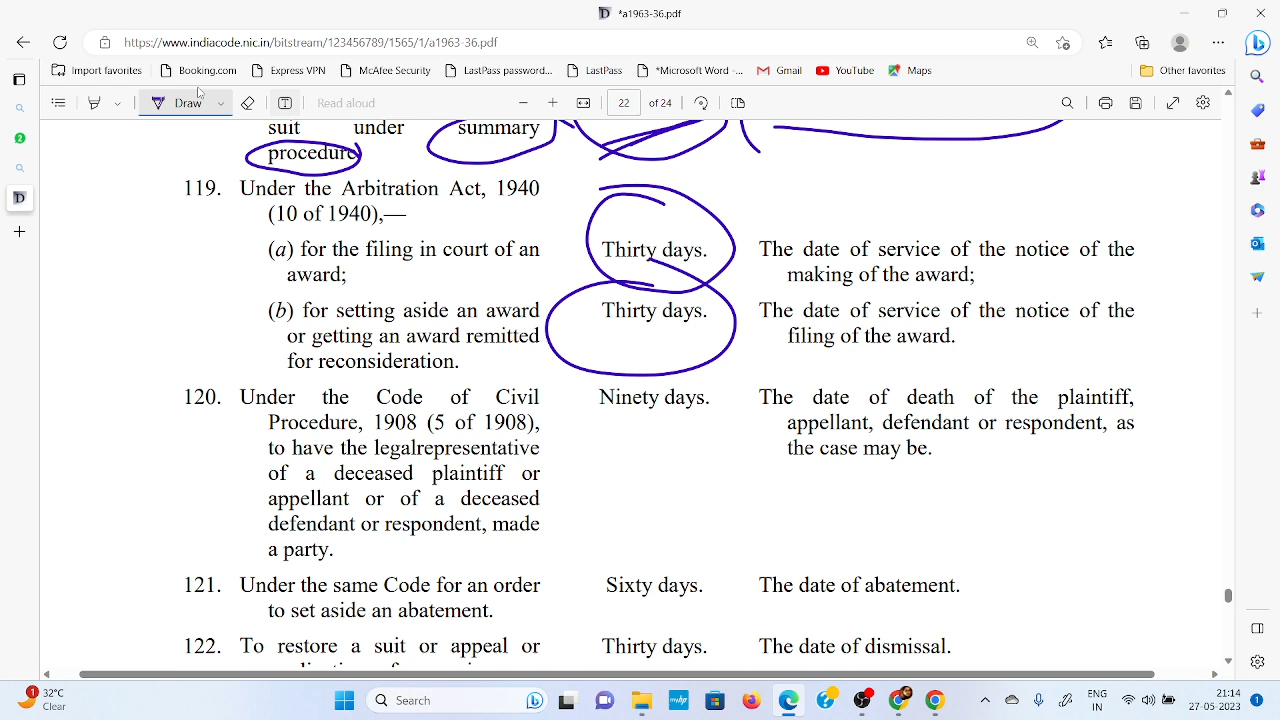 *a1963-36.pdf
https://www.indiacode.nic.in/bitstream/123456789/1565/1/a1963-36.pdf
Import favorites Booking.com Express VPN McAfee Security LastPass password... LastPass *Microsoft Word -... Gmail YouTube Maps Other favorites
Draw Read aloud 22 of 24
suit under summary
procedure
119. Under the Arbitration Act, 1940
(10 of 1940),—
(a) for the filing in court of an Thirty days. The date of service of the notice of the
award; making of the award;
(b) for setting aside an award Thirty days. The date of service of the notice of the
or getting an award remitted filing of the award.
for reconsideration.
120. Under the Code of Civil Ninety days. The date of death of the plaintiff,
Procedure, 1908 (5 of 1908), appellant, defendant or respondent, as
to have the legalrepresentative the case may be.
of a deceased plaintiff or
appellant or of a deceased
defendant or respondent, made
a party.
121. Under the same Code for an order Sixty days. The date of abatement.
to set aside an abatement.
122. To restore a suit or appeal or Thirty days. The date of dismissal.
1 32°C
Clear
Search
ENG
IN
21:14
27-05-2023
1